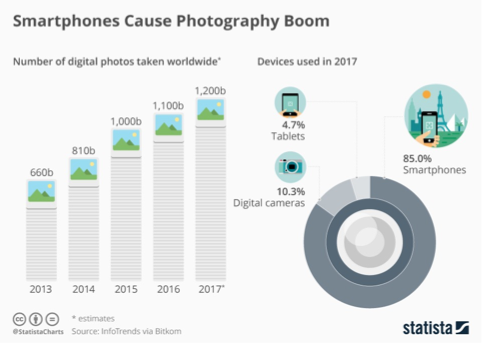 Smartphones Cause Photography Boom
Number of digital photos taken worldwide*
660b
810b
1,000b
1,100b
1,200b
2013
2014
2015
2016
2017*
Devices used in 2017
4.7%
Tablets
10.3%
Digital cameras
85.0%
Smartphones
@StatistaCharts
* estimates
Source: InfoTrends via Bitkom
statista